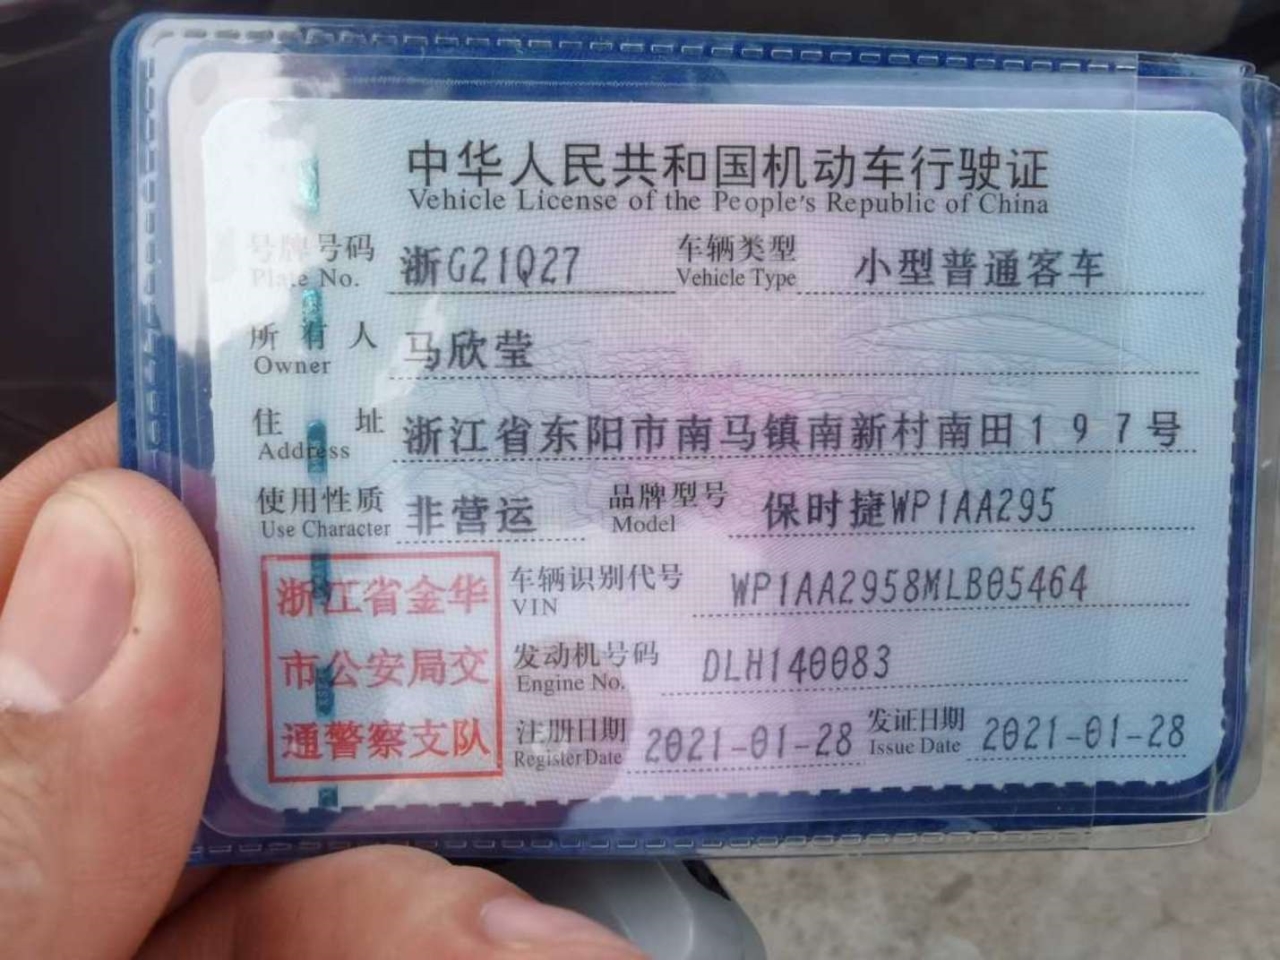 中华人民共和国机动车行驶证
Vehicle License of the People's Republic of China
号牌号码 浙G21Q27 车辆类型 小型普通客车
Plate No. Vehicle Type
所有人 马欣莹
Owner
住址 浙江省东阳市南马镇南新村南田197号
Address
使用性质 非营运 品牌型号 保时捷WP1AA295
Use Character Model
浙江省金华
市公安局交
通警察支队
车辆识别代号 WP1AA2958MLB05464
VIN
发动机号码 DLH140083
Engine No.
注册日期 2021-01-28 发证日期 2021-01-28
Register Date Issue Date